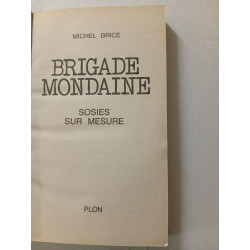 MICHEL BRICE
BRIGADE
MONDAINE
SOSIES
SUR MESURE
PLON